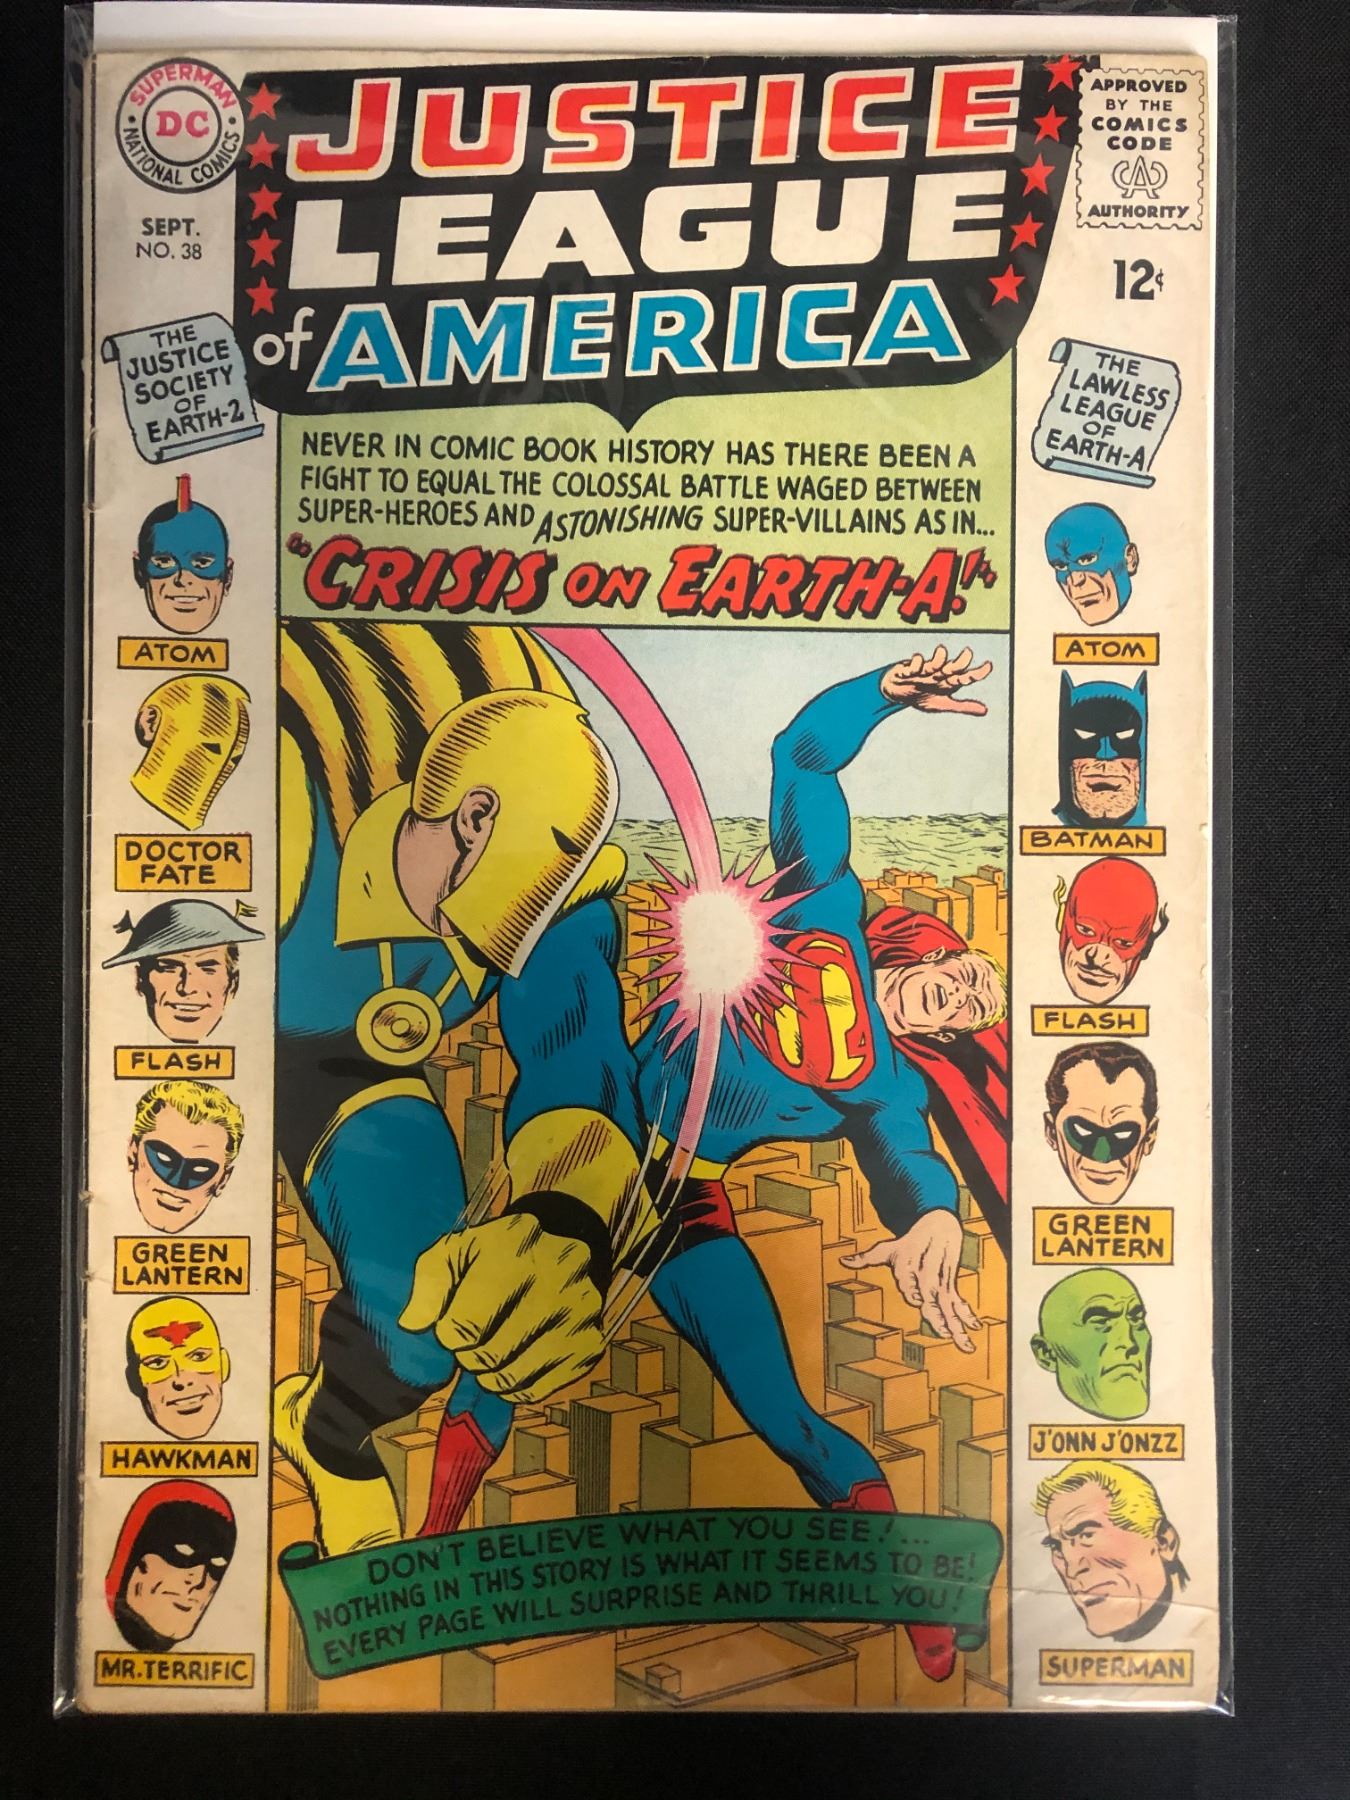 SUPERMAN
DC
NATIONAL COMICS
SEPT.
NO. 38
JUSTICE
LEAGUE
of AMERICA
APPROVED
BY THE
COMICS
CODE
CA
AUTHORITY
12¢
THE
JUSTICE
SOCIETY
OF
EARTH-2
THE
LAWLESS
LEAGUE
OF
EARTH-A
NEVER IN COMIC BOOK HISTORY HAS THERE BEEN A
FIGHT TO EQUAL THE COLOSSAL BATTLE WAGED BETWEEN
SUPER-HEROES AND ASTONISHING SUPER-VILLAINS AS IN...
"CRISIS ON EARTH-A!"
ATOM
DOCTOR
FATE
FLASH
GREEN
LANTERN
HAWKMAN
MR. TERRIFIC
ATOM
BATMAN
FLASH
GREEN
LANTERN
J'ONN J'ONZZ
SUPERMAN
DON'T BELIEVE WHAT YOU SEE!...
NOTHING IN THIS STORY IS WHAT IT SEEMS TO BE!
EVERY PAGE WILL SURPRISE AND THRILL YOU!